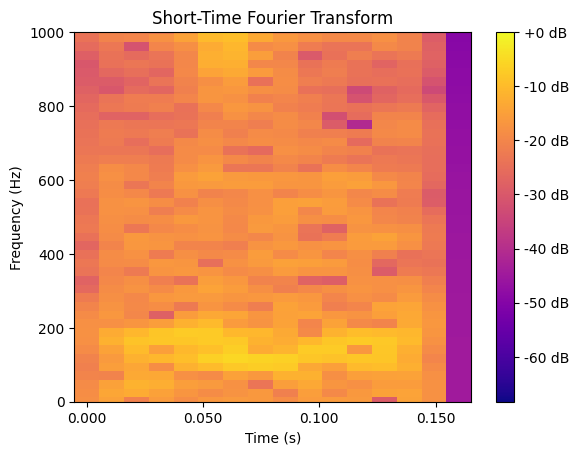 Short-Time Fourier Transform
1000
800
600
400
200
0
Frequency (Hz)
0.000
0.050
0.100
0.150
Time (s)
+0 dB
-10 dB
-20 dB
-30 dB
-40 dB
-50 dB
-60 dB